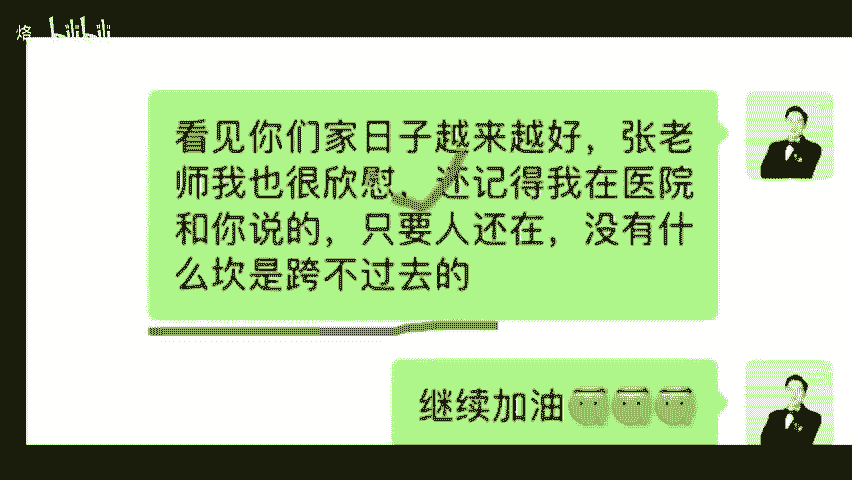 烙 bilibili
看见你们家日子越来越好，张老
师我也很欣慰，还记得我在医院
和你说的，只要人还在，没有什
么坎是跨不过去的
继续加油